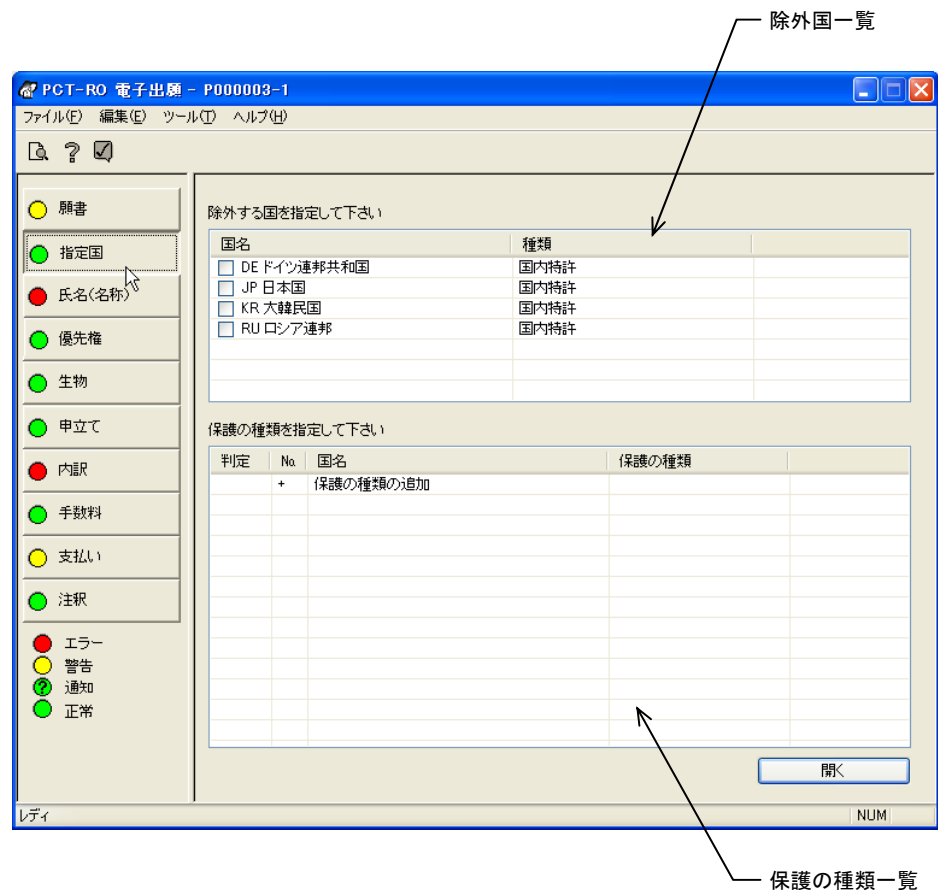 除外国一覧
PCT-RO 電子出願 - P000003-1
ファイル(F) 編集(E) ツール(T) ヘルプ(H)
願書
指定国
氏名(名称)
優先権
生物
申立て
内訳
手数料
支払い
注釈
エラー
警告
通知
正常
除外する国を指定して下さい
国名 種類
DE ドイツ連邦共和国 国内特許
JP 日本国 国内特許
KR 大韓民国 国内特許
RU ロシア連邦 国内特許
保護の種類を指定して下さい
判定 No. 国名 保護の種類
+ 保護の種類の追加
開く
レディ NUM
保護の種類一覧